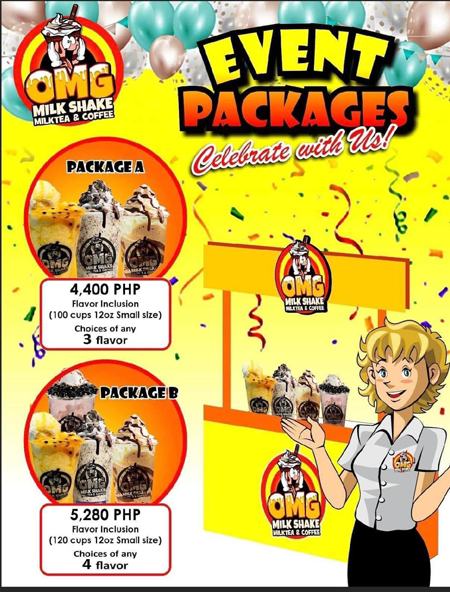 OMG
MILK SHAKE
MILKTEA & COFFEE
EVENT
PACKAGES
Celebrate with Us!
PACKAGE A
OMG
4,400 PHP
Flavor Inclusion
(100 cups 12oz Small size)
Choices of any
3 flavor
OMG
MILK SHAKE
MILKTEA & COFFEE
PACKAGE B
5,280 PHP
Flavor Inclusion
(120 cups 12oz Small size)
Choices of any
4 flavor
OMG
MILK SHAKE
MILKTEA & COFFEE
OMG